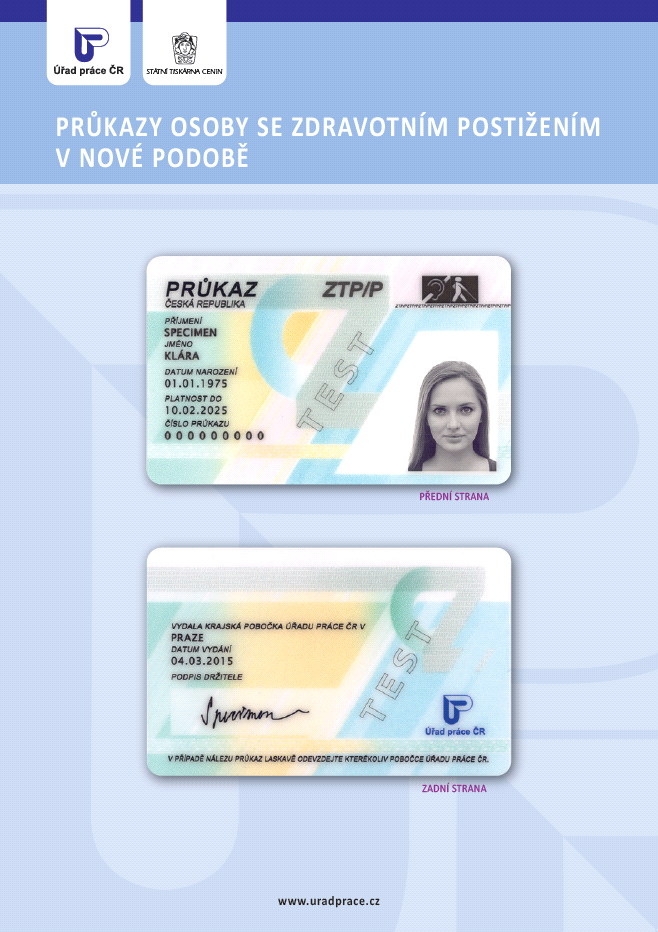 Úřad práce ČR
STÁTNÍ TISKÁRNA CENIN
PRŮKAZY OSOBY SE ZDRAVOTNÍM POSTIŽENÍM
V NOVÉ PODOBĚ
PRŮKAZ ZTP/P
ČESKÁ REPUBLIKA
PŘÍJMENÍ
SPECIMEN
JMÉNO
KLÁRA
DATUM NAROZENÍ
01.01.1975
PLATNOST DO
10.02.2025
ČÍSLO PRŮKAZU
000000000
TEST
PŘEDNÍ STRANA
VYDALA KRAJSKÁ POBOČKA ÚŘADU PRÁCE ČR V
PRAZE
DATUM VYDÁNÍ
04.03.2015
PODPIS DRŽITELE
Specimen
TEST
Úřad práce ČR
V PŘÍPADĚ NÁLEZU PRŮKAZ LASKAVĚ ODEVZDEJTE KTERÉKOLIV POBOČCE ÚŘADU PRÁCE ČR.
ZADNÍ STRANA
www.uradprace.cz